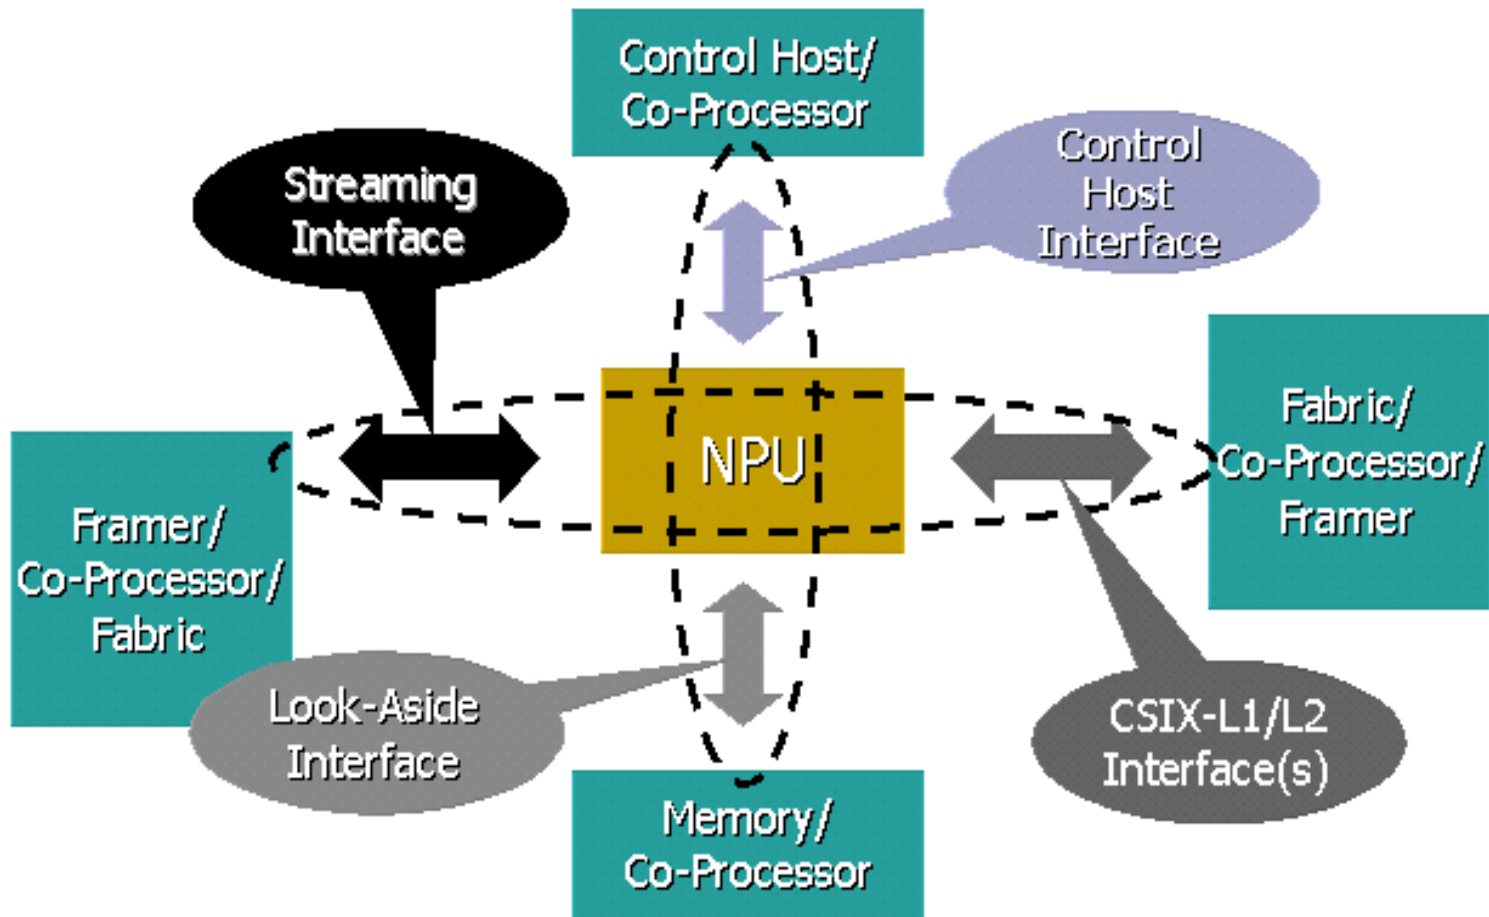 Control Host/
Co-Processor
Streaming
Interface
Control
Host
Interface
NPU
Fabric/
Co-Processor/
Framer
Framer/
Co-Processor/
Fabric
Look-Aside
Interface
CSIX-L1/L2
Interface(s)
Memory/
Co-Processor